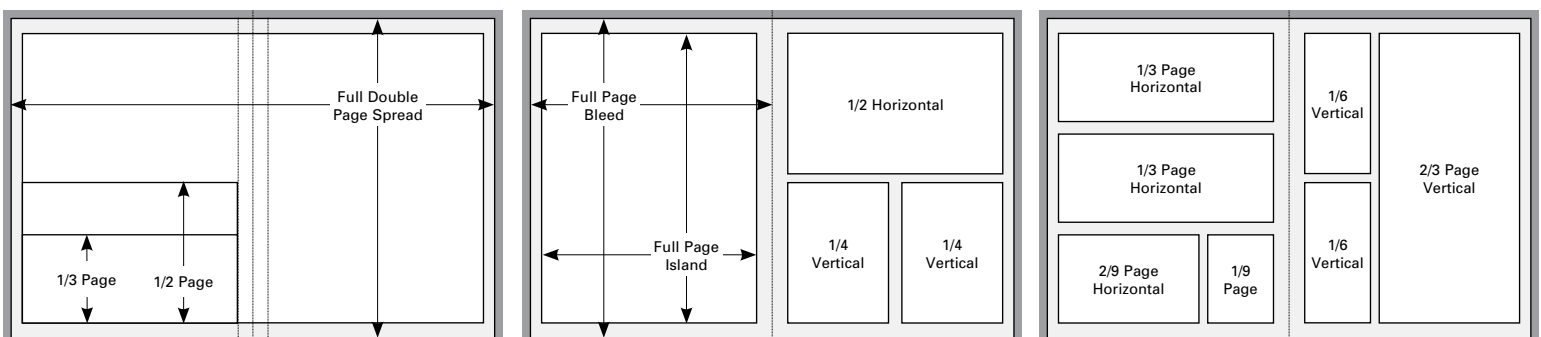 Full Double
Page Spread
1/3 Page
1/2 Page
Full Page
Bleed
Full Page
Island
1/2 Horizontal
1/4
Vertical
1/4
Vertical
1/3 Page
Horizontal
1/3 Page
Horizontal
2/9 Page
Horizontal
1/9
Page
1/6
Vertical
1/6
Vertical
2/3 Page
Vertical